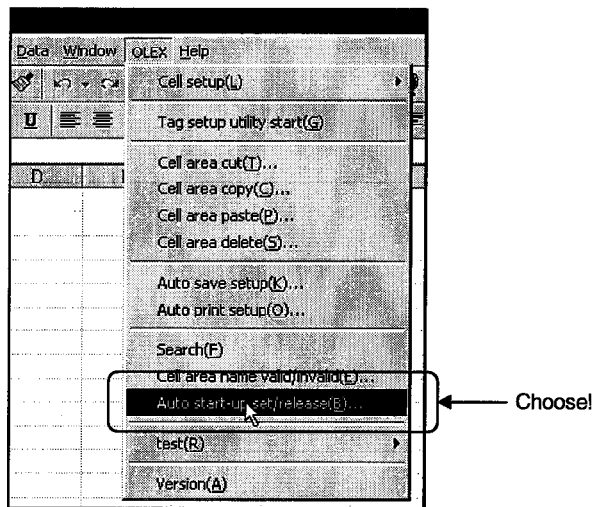 Data Window OLEX Help
Cell setup(L)
U
Tag setup utility start(G)
Cell area cut(T)...
D
Cell area copy(C)...
Cell area paste(P)...
Cell area delete(S)...
Auto save setup(K)...
Auto print setup(O)...
Search(F)
Cell area name valid/invalid(E)...
Auto start-up set/release(B)...
Choose!
test(R)
Version(A)